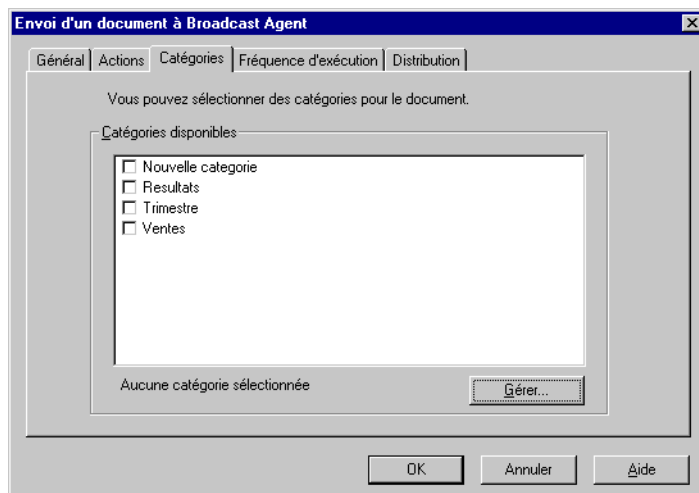 Envoi d'un document à Broadcast Agent
Général Actions Catégories Fréquence d'exécution Distribution
Vous pouvez sélectionner des catégories pour le document.
Catégories disponibles
Nouvelle categorie
Resultats
Trimestre
Ventes
Aucune catégorie sélectionnée Gérer...
OK Annuler Aide